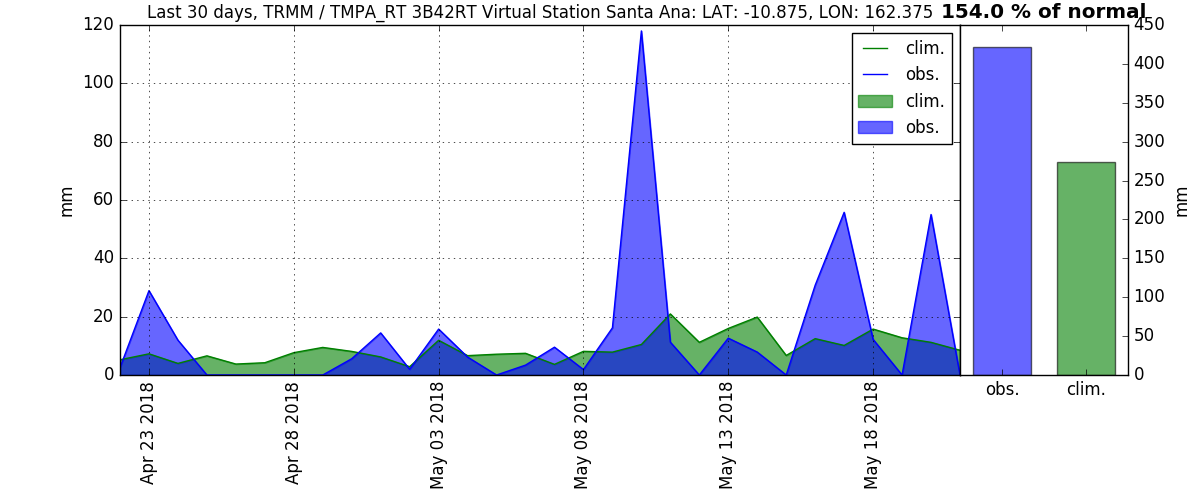 Last 30 days, TRMM / TMPA_RT 3B42RT Virtual Station Santa Ana: LAT: -10.875, LON: 162.375 154.0 % of normal
120
100
80
60
40
20
0
mm
clim.
obs.
clim.
obs.
Apr 23 2018
Apr 28 2018
May 03 2018
May 08 2018
May 13 2018
May 18 2018
450
400
350
300
250
200
150
100
50
0
mm
obs.
clim.